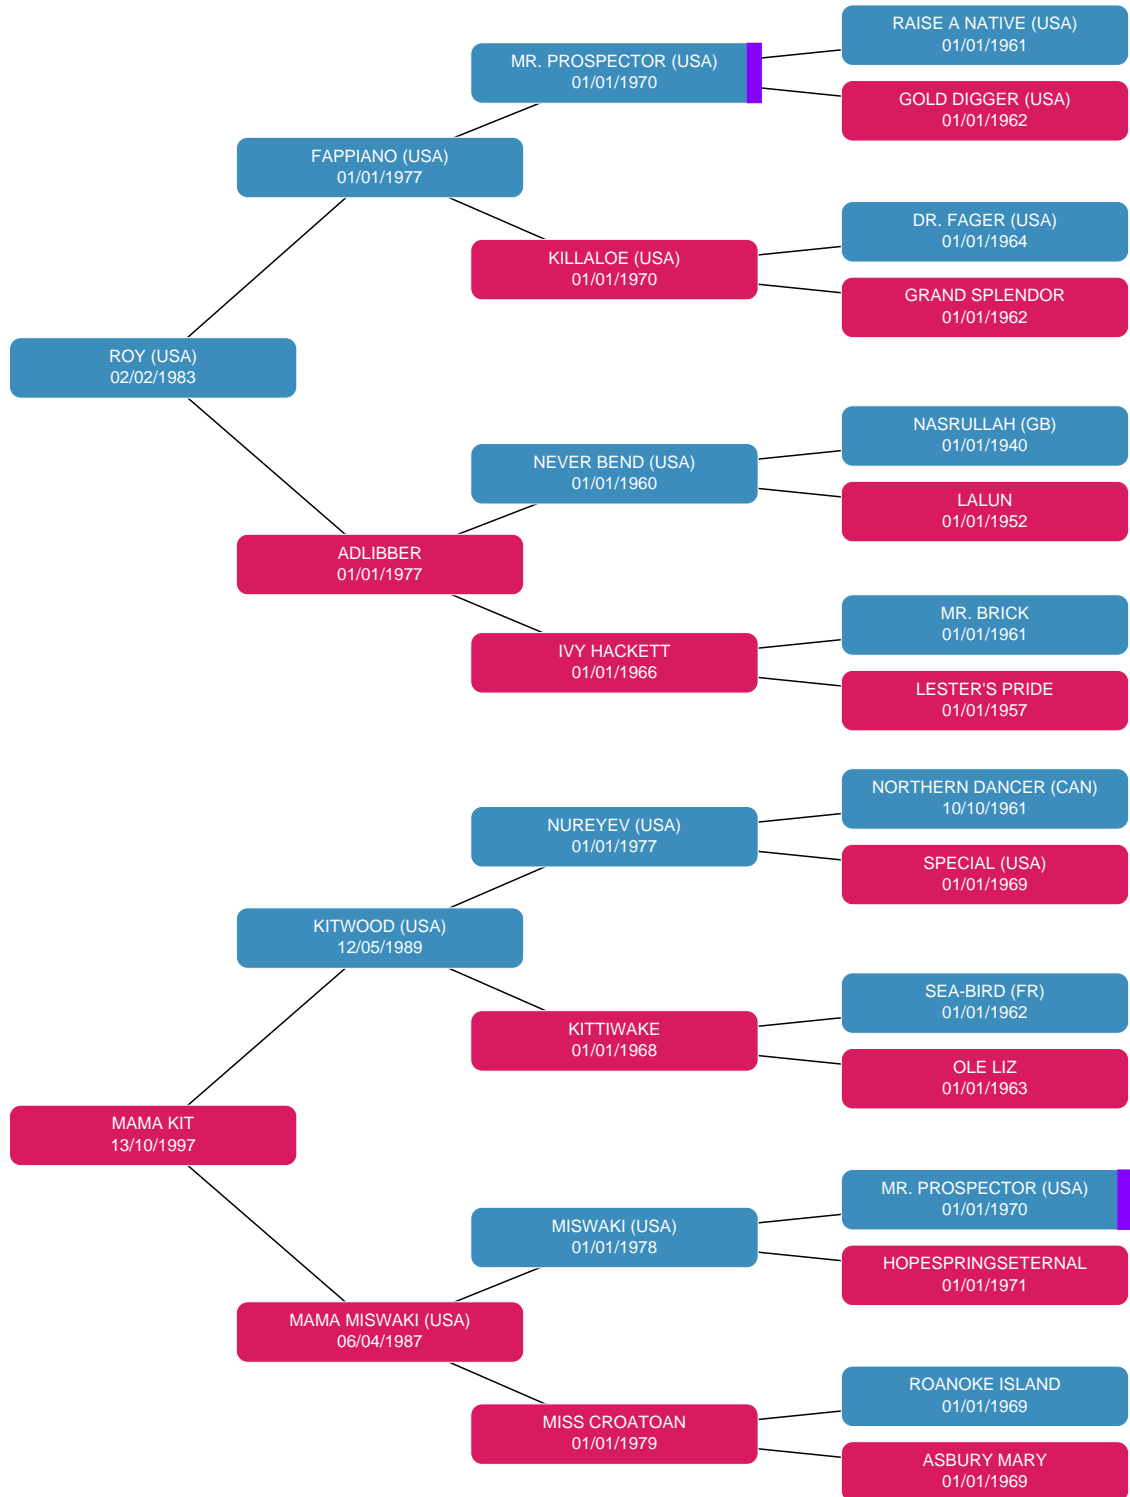 RAISE A NATIVE (USA)
01/01/1961
MR. PROSPECTOR (USA)
01/01/1970
GOLD DIGGER (USA)
01/01/1962
FAPPIANO (USA)
01/01/1977
DR. FAGER (USA)
01/01/1964
KILLALOE (USA)
01/01/1970
GRAND SPLENDOR
01/01/1962
ROY (USA)
02/02/1983
NASRULLAH (GB)
01/01/1940
NEVER BEND (USA)
01/01/1960
LALUN
01/01/1952
ADLIBBER
01/01/1977
MR. BRICK
01/01/1961
IVY HACKETT
01/01/1966
LESTER'S PRIDE
01/01/1957
NORTHERN DANCER (CAN)
10/10/1961
NUREYEV (USA)
01/01/1977
SPECIAL (USA)
01/01/1969
KITWOOD (USA)
12/05/1989
SEA-BIRD (FR)
01/01/1962
KITTIWAKE
01/01/1968
OLE LIZ
01/01/1963
MAMA KIT
13/10/1997
MR. PROSPECTOR (USA)
01/01/1970
MISWAKI (USA)
01/01/1978
HOPESPRINGSETERNAL
01/01/1971
MAMA MISWAKI (USA)
06/04/1987
ROANOKE ISLAND
01/01/1969
MISS CROATOAN
01/01/1979
ASBURY MARY
01/01/1969